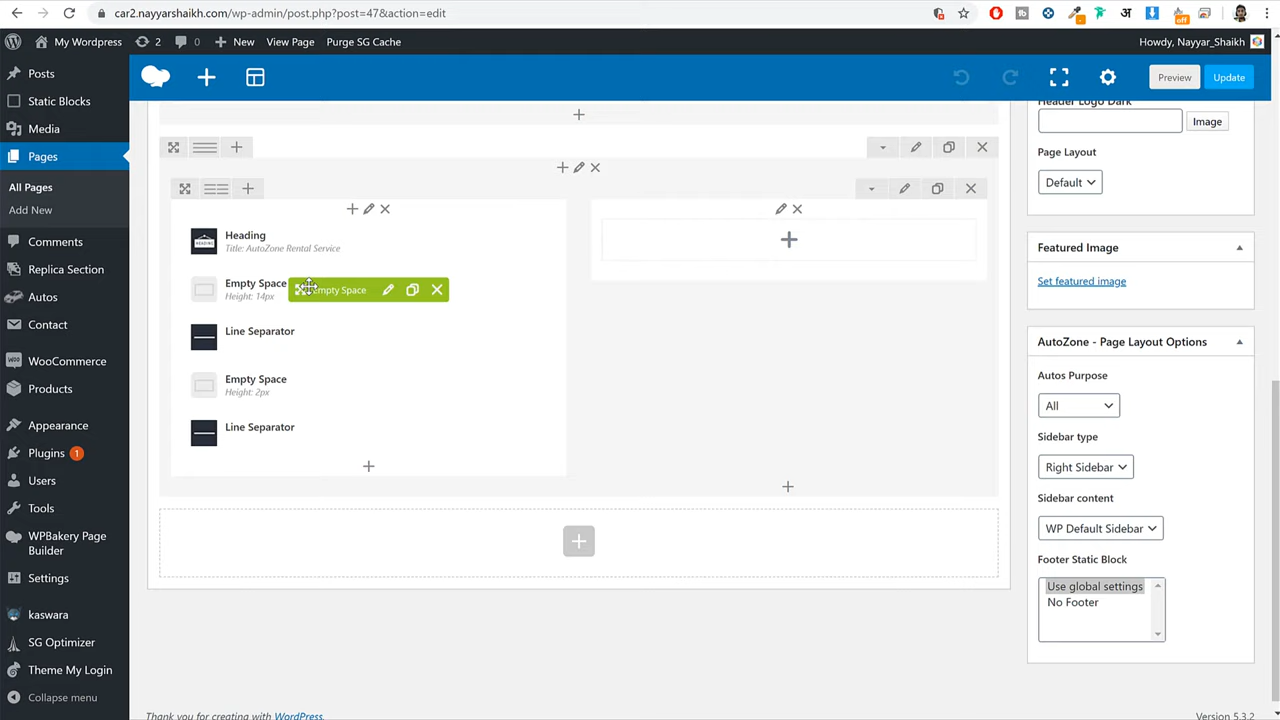 car2.nayyarshaikh.com/wp-admin/post.php?post=47&action=edit
My Wordpress
2
0
New
View Page
Purge SG Cache
Howdy, Nayyar_Shaikh
Posts
Static Blocks
Media
Pages
All Pages
Add New
Comments
Replica Section
Autos
Contact
WooCommerce
Products
Appearance
Plugins 1
Users
Tools
WPBakery Page
Builder
Settings
kaswara
SG Optimizer
Theme My Login
Collapse menu
Preview
Update
Heading
Title: AutoZone Rental Service
Empty Space
Height: 14px
Empty Space
Line Separator
Empty Space
Height: 2px
Line Separator
Header Logo Dark
Image
Page Layout
Default
Featured Image
Set featured image
AutoZone - Page Layout Options
Autos Purpose
All
Sidebar type
Right Sidebar
Sidebar content
WP Default Sidebar
Footer Static Block
Use global settings
No Footer
Thank you for creating with WordPress.
Version 5.3.2
off
अ
HEADING
WOO